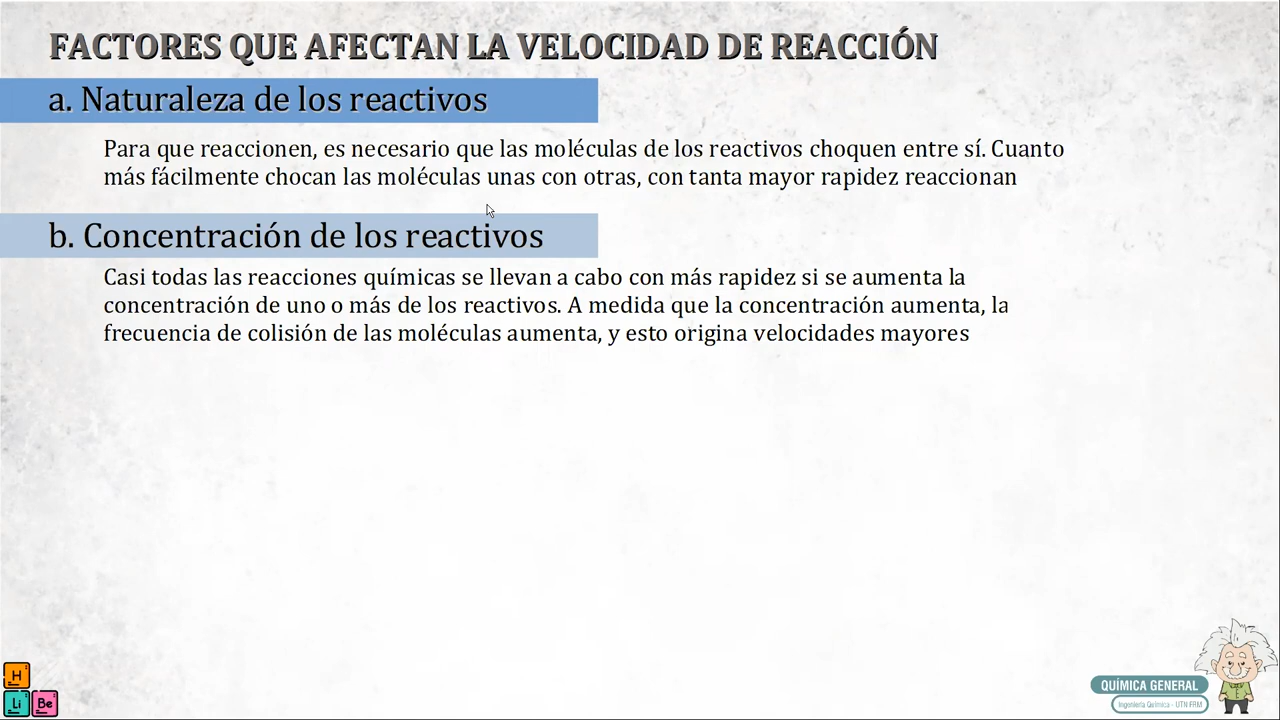 FACTORES QUE AFECTAN LA VELOCIDAD DE REACCIÓN
a. Naturaleza de los reactivos
Para que reaccionen, es necesario que las moléculas de los reactivos choquen entre sí. Cuanto
más fácilmente chocan las moléculas unas con otras, con tanta mayor rapidez reaccionan
b. Concentración de los reactivos
Casi todas las reacciones químicas se llevan a cabo con más rapidez si se aumenta la
concentración de uno o más de los reactivos. A medida que la concentración aumenta, la
frecuencia de colisión de las moléculas aumenta, y esto origina velocidades mayores
H
Li Be
QUÍMICA GENERAL
Ingeniería Química - UTN FRM